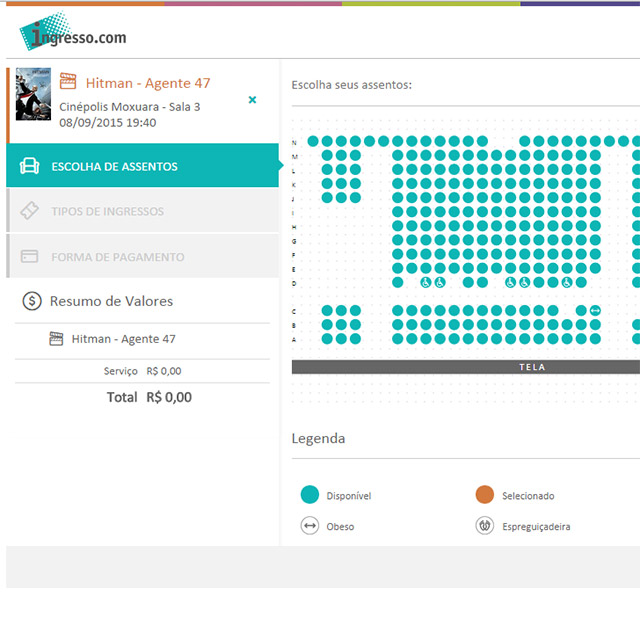 ingresso.com
Hitman - Agente 47
Cinépolis Moxuara - Sala 3
08/09/2015 19:40
×
ESCOLHA DE ASSENTOS
TIPOS DE INGRESSOS
FORMA DE PAGAMENTO
$ Resumo de Valores
Hitman - Agente 47
Serviço R$ 0,00
Total R$ 0,00
Escolha seus assentos:
N
M
L
K
J
I
H
G
F
E
D
C
B
A
TELA
Legenda
Disponível
Selecionado
Obeso
Espreguiçadeira